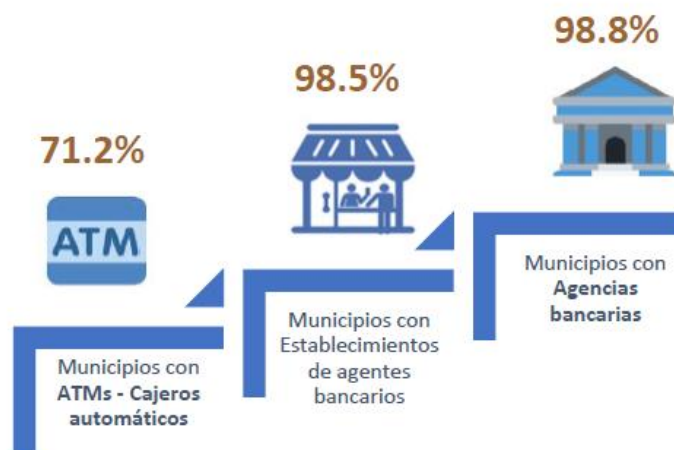 71.2%
ATM
Municipios con
ATMs - Cajeros
automáticos
98.5%
Municipios con
Establecimientos
de agentes
bancarios
98.8%
Municipios con
Agencias
bancarias